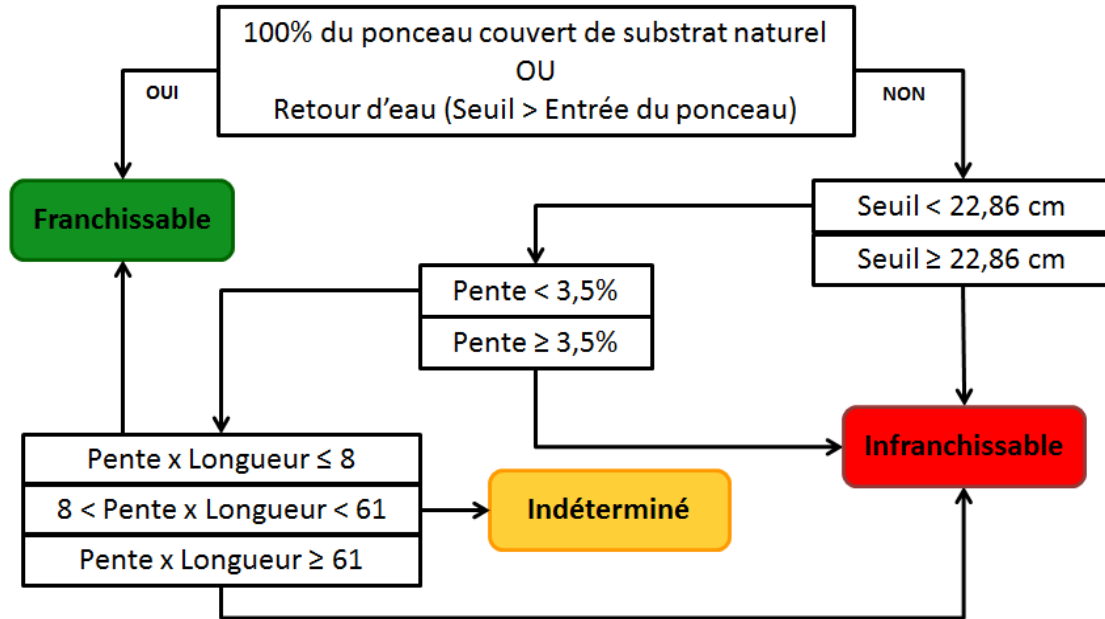 100% du ponceau couvert de substrat naturel
OU
Retour d’eau (Seuil > Entrée du ponceau)
OUI
NON
Franchissable
Seuil < 22,86 cm
Seuil ≥ 22,86 cm
Pente < 3,5%
Pente ≥ 3,5%
Infranchissable
Pente x Longueur ≤ 8
8 < Pente x Longueur < 61
Pente x Longueur ≥ 61
Indéterminé